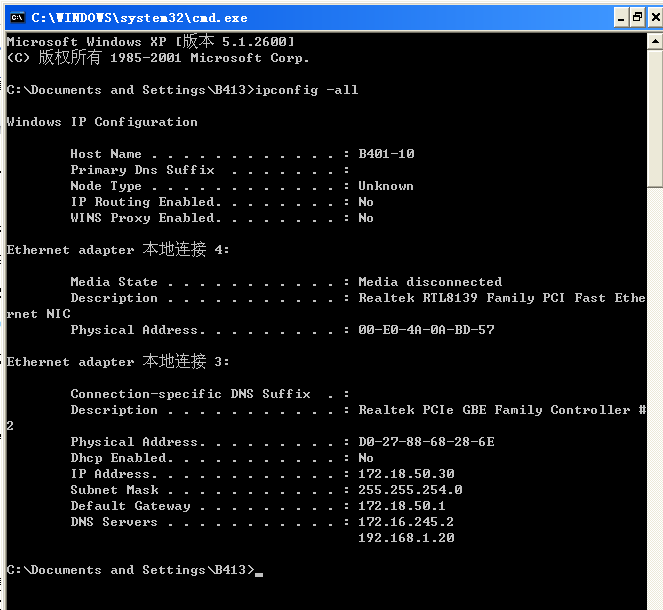 C:\WINDOWS\system32\cmd.exe
Microsoft Windows XP [版本 5.1.2600]
(C) 版权所有 1985-2001 Microsoft Corp.
C:\Documents and Settings\B413>ipconfig -all
Windows IP Configuration
Host Name . . . . . . . . . . . . : B401-10
Primary Dns Suffix  . . . . . . . :
Node Type . . . . . . . . . . . . : Unknown
IP Routing Enabled. . . . . . . . : No
WINS Proxy Enabled. . . . . . . . : No
Ethernet adapter 本地连接 4:
Media State . . . . . . . . . . . : Media disconnected
Description . . . . . . . . . . . : Realtek RTL8139 Family PCI Fast Ethe
rnet NIC
Physical Address. . . . . . . . . : 00-E0-4A-0A-BD-57
Ethernet adapter 本地连接 3:
Connection-specific DNS Suffix  . :
Description . . . . . . . . . . . : Realtek PCIe GBE Family Controller #
2
Physical Address. . . . . . . . . : D0-27-88-68-28-6E
Dhcp Enabled. . . . . . . . . . . : No
IP Address. . . . . . . . . . . . : 172.18.50.30
Subnet Mask . . . . . . . . . . . : 255.255.254.0
Default Gateway . . . . . . . . . : 172.18.50.1
DNS Servers . . . . . . . . . . . : 172.16.245.2
192.168.1.20
C:\Documents and Settings\B413>_